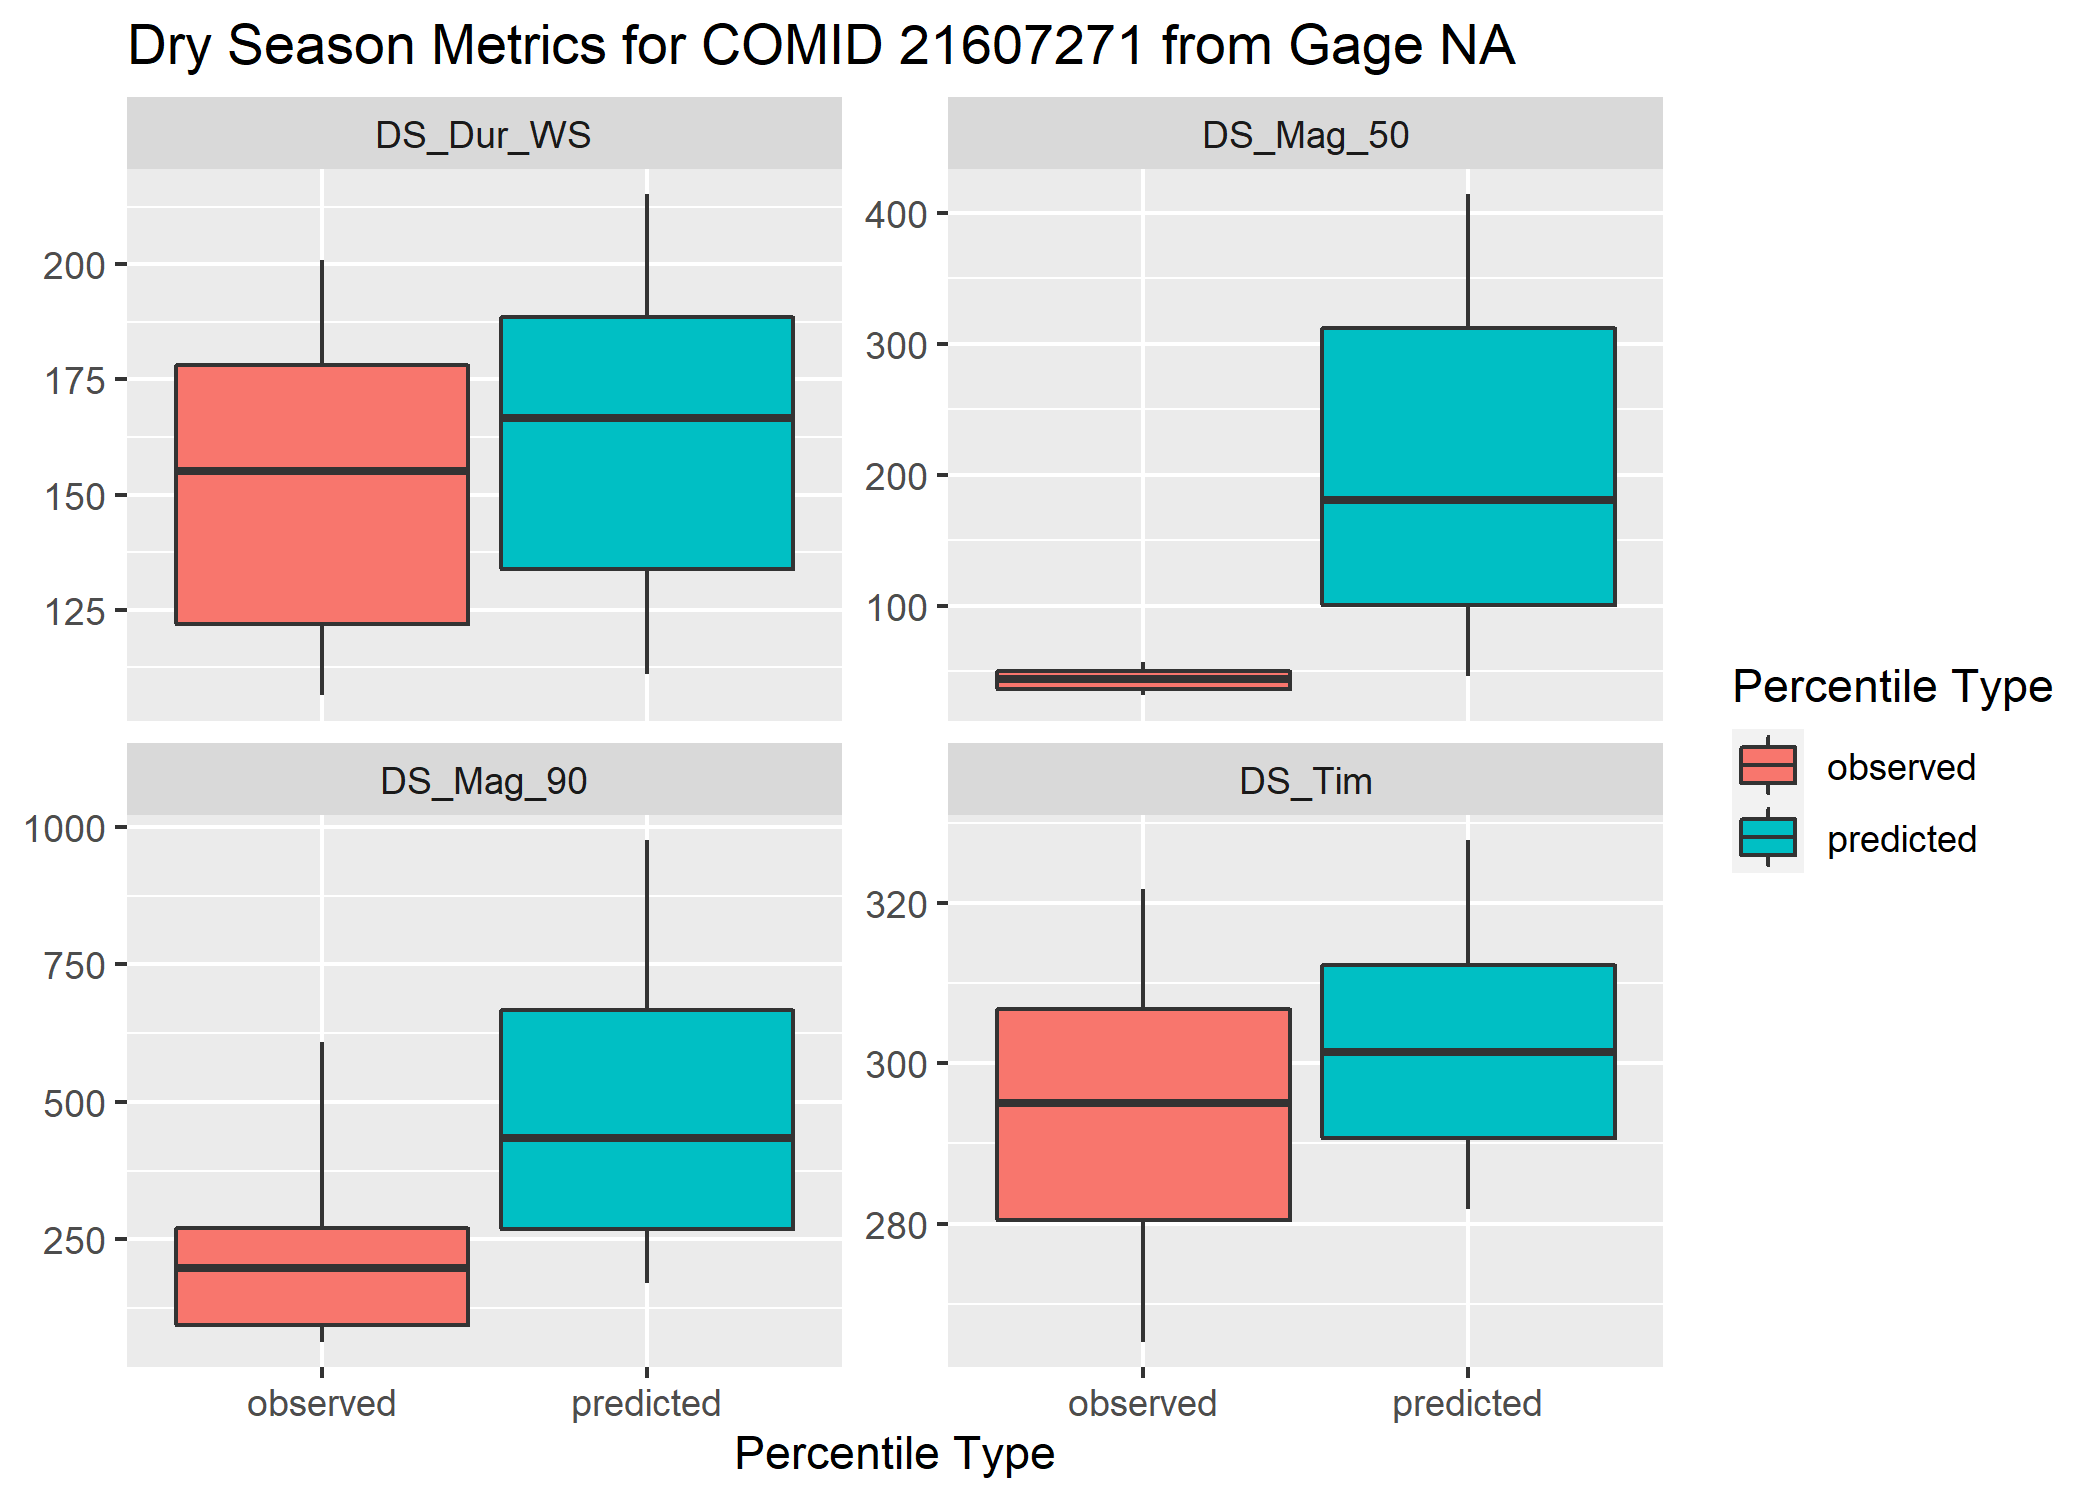 Dry Season Metrics for COMID 21607271 from Gage NA
DS_Dur_WS
DS_Mag_50
200
175
150
125
400
300
200
100
DS_Mag_90
DS_Tim
1000
750
500
250
320
300
280
observed
predicted
observed
predicted
Percentile Type
Percentile Type
observed
predicted